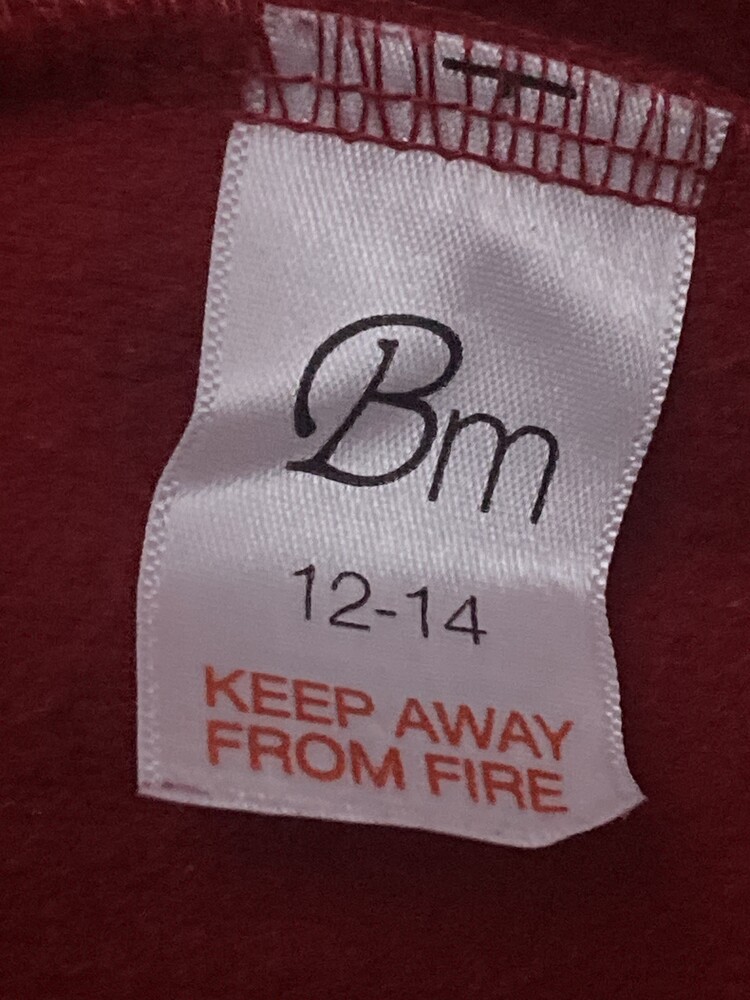 Bm
12-14
KEEP AWAY
FROM FIRE